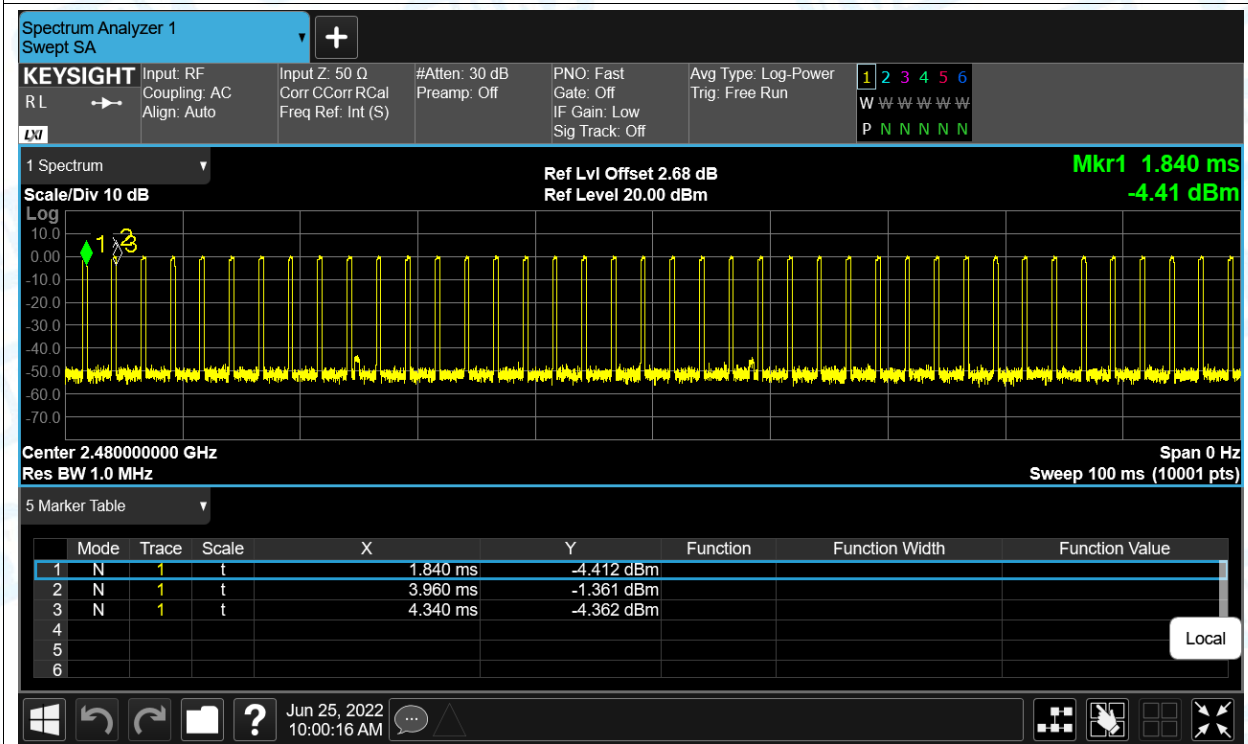 Spectrum Analyzer 1
Swept SA
KEYSIGHT
RL
LXI
Input: RF
Coupling: AC
Align: Auto
Input Z: 50 Ω
Corr CCorr RCal
Freq Ref: Int (S)
#Atten: 30 dB
Preamp: Off
PNO: Fast
Gate: Off
IF Gain: Low
Sig Track: Off
Avg Type: Log-Power
Trig: Free Run
1 2 3 4 5 6
W W W W W W
P N N N N N
1 Spectrum
Scale/Div 10 dB
Ref Lvl Offset 2.68 dB
Ref Level 20.00 dBm
Mkr1 1.840 ms
-4.41 dBm
Log
10.0
0.00
-10.0
-20.0
-30.0
-40.0
-50.0
-60.0
-70.0
1
2
3
Center 2.480000000 GHz
Span 0 Hz
Res BW 1.0 MHz
Sweep 100 ms (10001 pts)
5 Marker Table
Mode Trace Scale X Y Function Function Width Function Value
1 N 1 t 1.840 ms -4.412 dBm
2 N 1 t 3.960 ms -1.361 dBm
3 N 1 t 4.340 ms -4.362 dBm
4
5
6
Local
?
Jun 25, 2022
10:00:16 AM